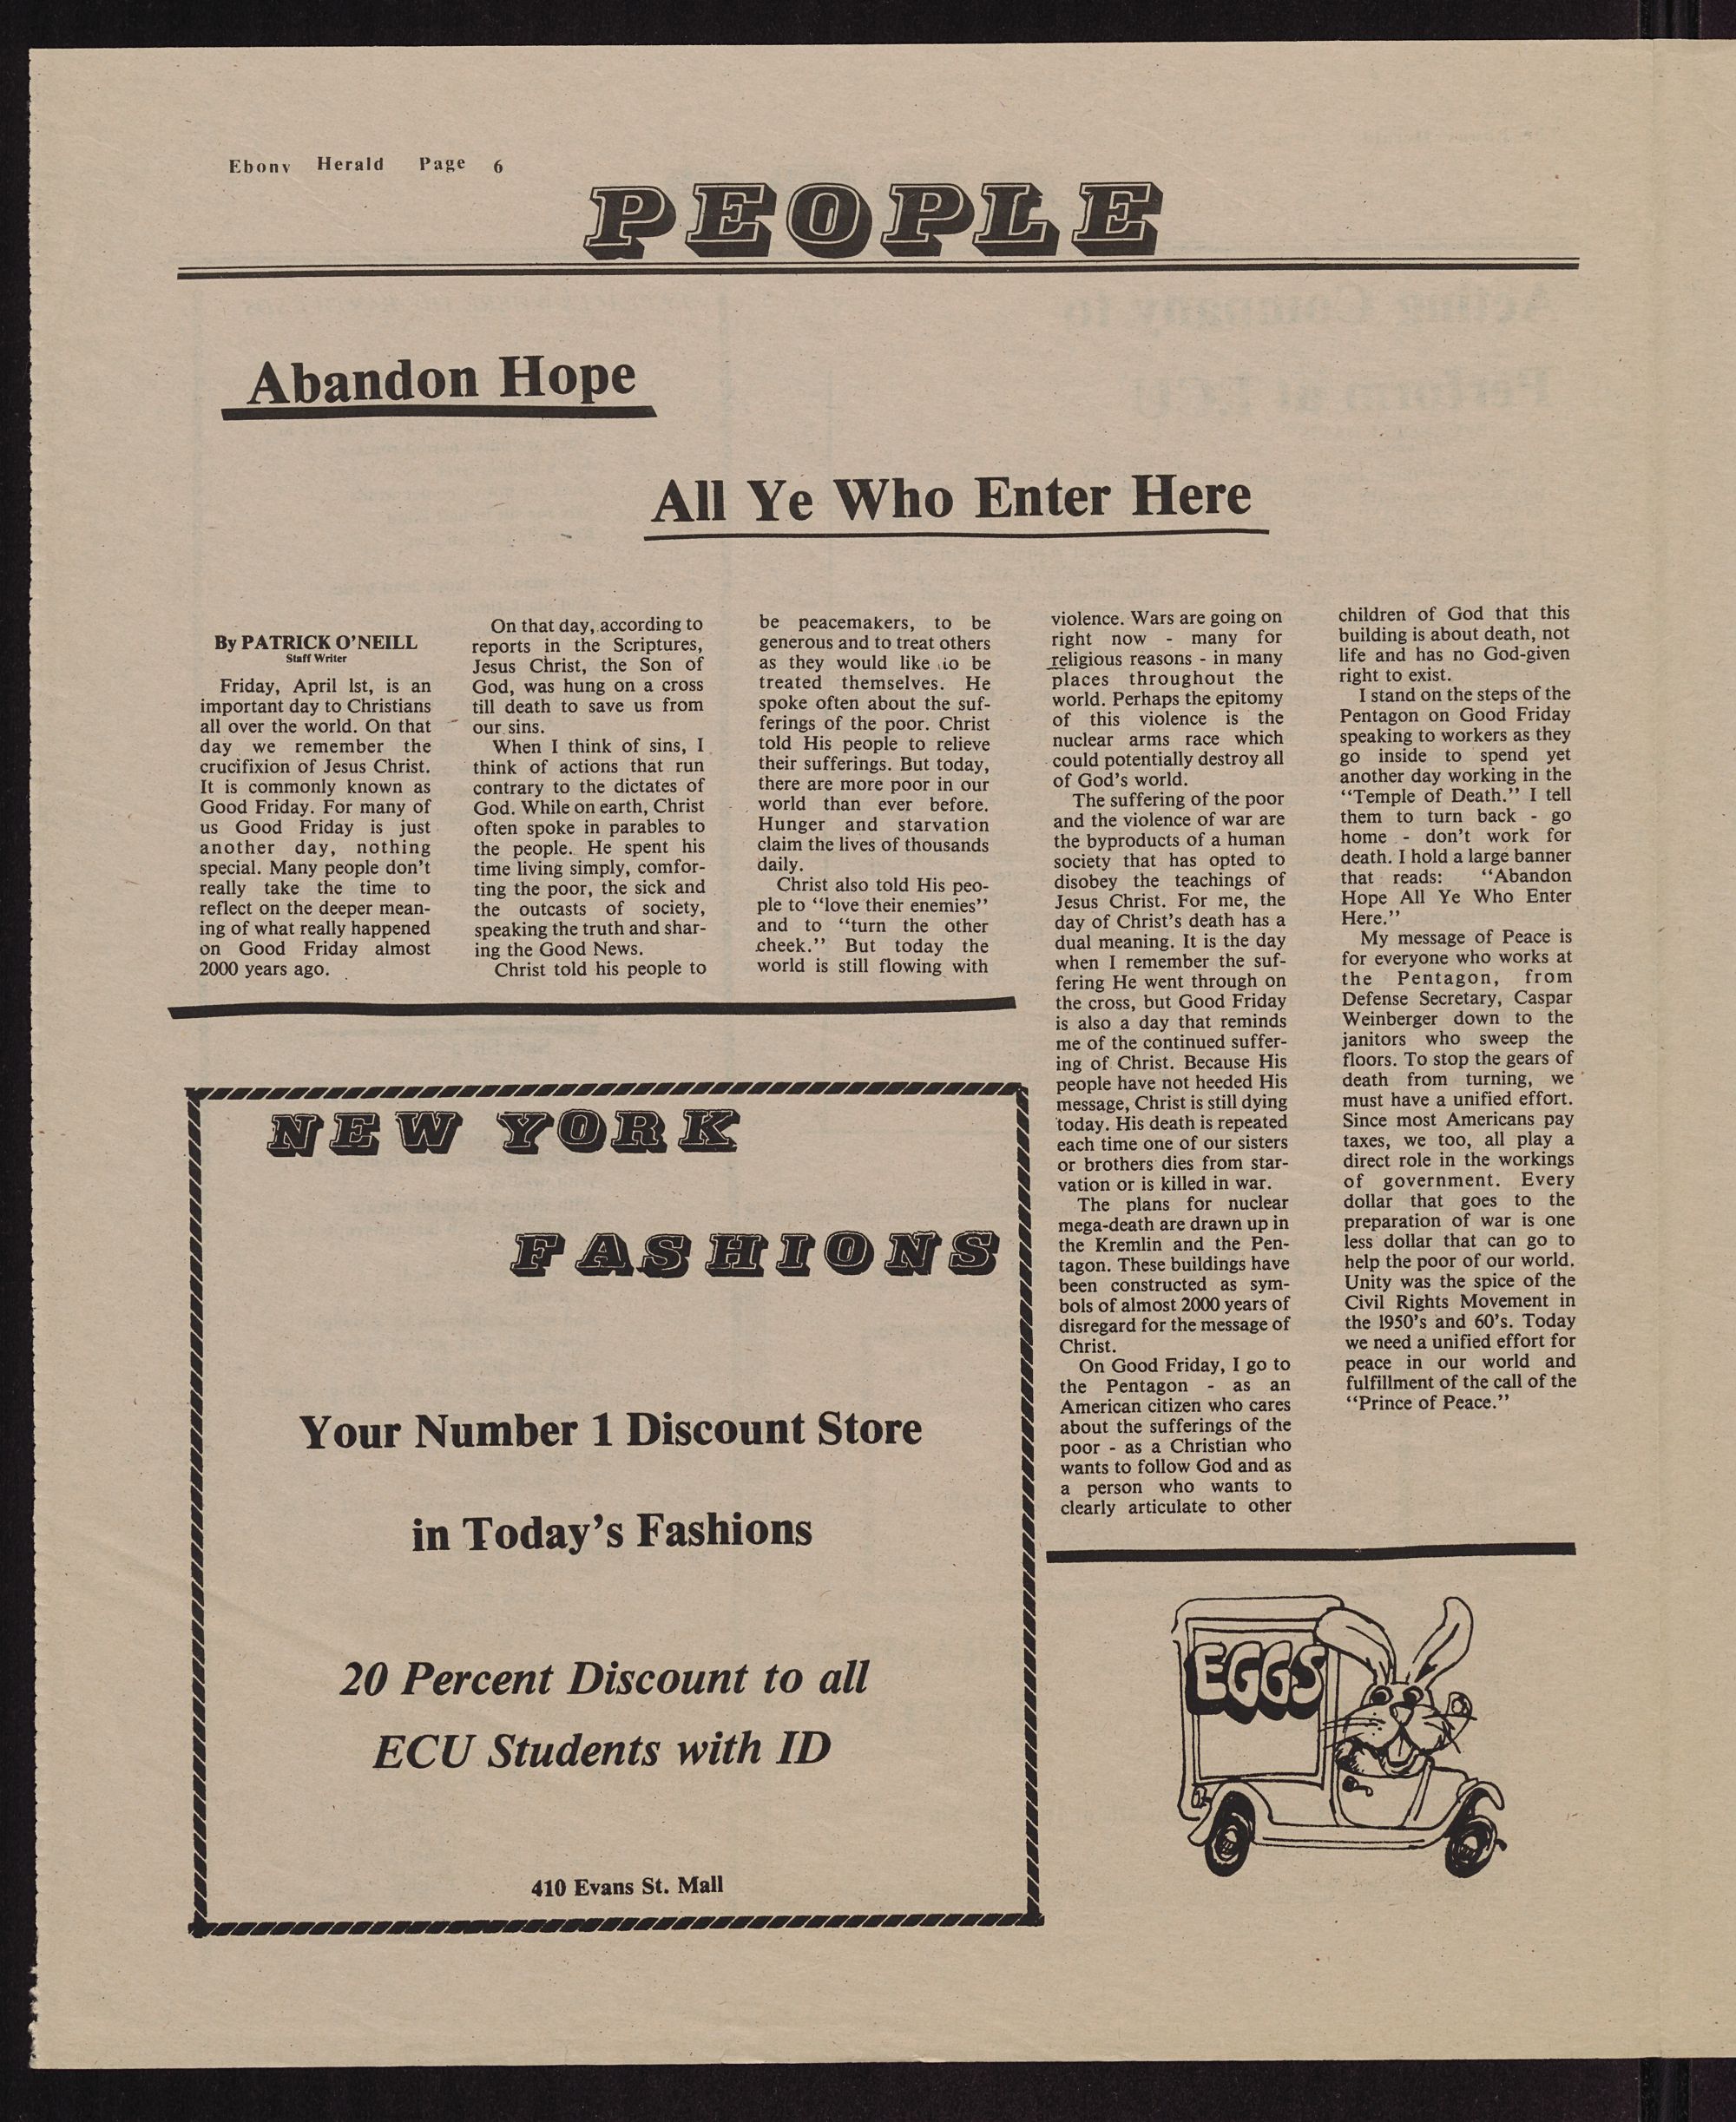 Ebony Herald Page 6
PEOPLE
Abandon Hope
All Ye Who Enter Here
By PATRICK O'NEILL
Staff Writer
Friday, April 1st, is an
important day to Christians
all over the world. On that
day we remember the
crucifixion of Jesus Christ.
It is commonly known as
Good Friday. For many of
us Good Friday is just
another day, nothing
special. Many people don't
really take the time to
reflect on the deeper mean-
ing of what really happened
on Good Friday almost
2000 years ago.
On that day, according to
reports in the Scriptures,
Jesus Christ, the Son of
God, was hung on a cross
till death to save us from
our sins.
When I think of sins, I
think of actions that run
contrary to the dictates of
God. While on earth, Christ
often spoke in parables to
the people. He spent his
time living simply, comfor-
ting the poor, the sick and
the outcasts of society,
speaking the truth and shar-
ing the Good News.
Christ told his people to
be peacemakers, to be
generous and to treat others
as they would like to be
treated themselves. He
spoke often about the suf-
ferings of the poor. Christ
told His people to relieve
their sufferings. But today,
there are more poor in our
world than ever before.
Hunger and starvation
claim the lives of thousands
daily.
Christ also told His peo-
ple to "love their enemies"
and to "turn the other
cheek." But today the
world is still flowing with
violence. Wars are going on
right now - many for
religious reasons - in many
places throughout the
world. Perhaps the epitomy
of this violence is the
nuclear arms race which
could potentially destroy all
of God's world.
The suffering of the poor
and the violence of war are
the byproducts of a human
society that has opted to
disobey the teachings of
Jesus Christ. For me, the
day of Christ's death has a
dual meaning. It is the day
when I remember the suf-
fering He went through on
the cross, but Good Friday
is also a day that reminds
me of the continued suffer-
ing of Christ. Because His
people have not heeded His
message, Christ is still dying
today. His death is repeated
each time one of our sisters
or brothers dies from star-
vation or is killed in war.
The plans for nuclear
mega-death are drawn up in
the Kremlin and the Pen-
tagon. These buildings have
been constructed as sym-
bols of almost 2000 years of
disregard for the message of
Christ.
On Good Friday, I go to
the Pentagon - as an
American citizen who cares
about the sufferings of the
poor - as a Christian who
wants to follow God and as
a person who wants to
clearly articulate to other
children of God that this
building is about death, not
life and has no God-given
right to exist.
I stand on the steps of the
Pentagon on Good Friday
speaking to workers as they
go inside to spend yet
another day working in the
"Temple of Death." I tell
them to turn back - go
home - don't work for
death. I hold a large banner
that reads: "Abandon
Hope All Ye Who Enter
Here."
My message of Peace is
for everyone who works at
the Pentagon, from
Defense Secretary, Caspar
Weinberger down to the
janitors who sweep the
floors. To stop the gears of
death from turning, we
must have a unified effort.
Since most Americans pay
taxes, we too, all play a
direct role in the workings
of government. Every
dollar that goes to the
preparation of war is one
less dollar that can go to
help the poor of our world.
Unity was the spice of the
Civil Rights Movement in
the 1950's and 60's. Today
we need a unified effort for
peace in our world and
fulfillment of the call of the
"Prince of Peace."
NEW YORK
FASHIONS
Your Number 1 Discount Store
in Today's Fashions
20 Percent Discount to all
ECU Students with ID
410 Evans St. Mall
EGGS